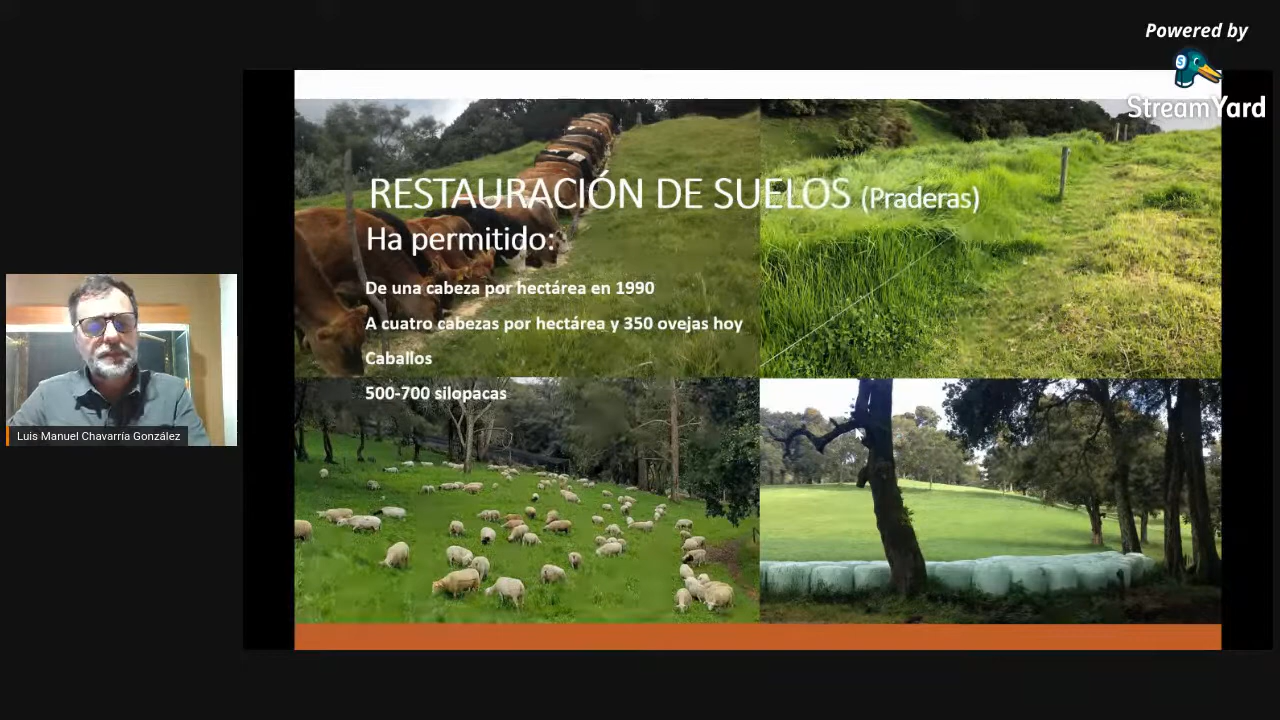 Powered by
S
StreamYard
RESTAURACIÓN DE SUELOS (Praderas)
Ha permitido:
De una cabeza por hectárea en 1990
A cuatro cabezas por hectárea y 350 ovejas hoy
Caballos
500-700 silopacas
Luis Manuel Chavarría González